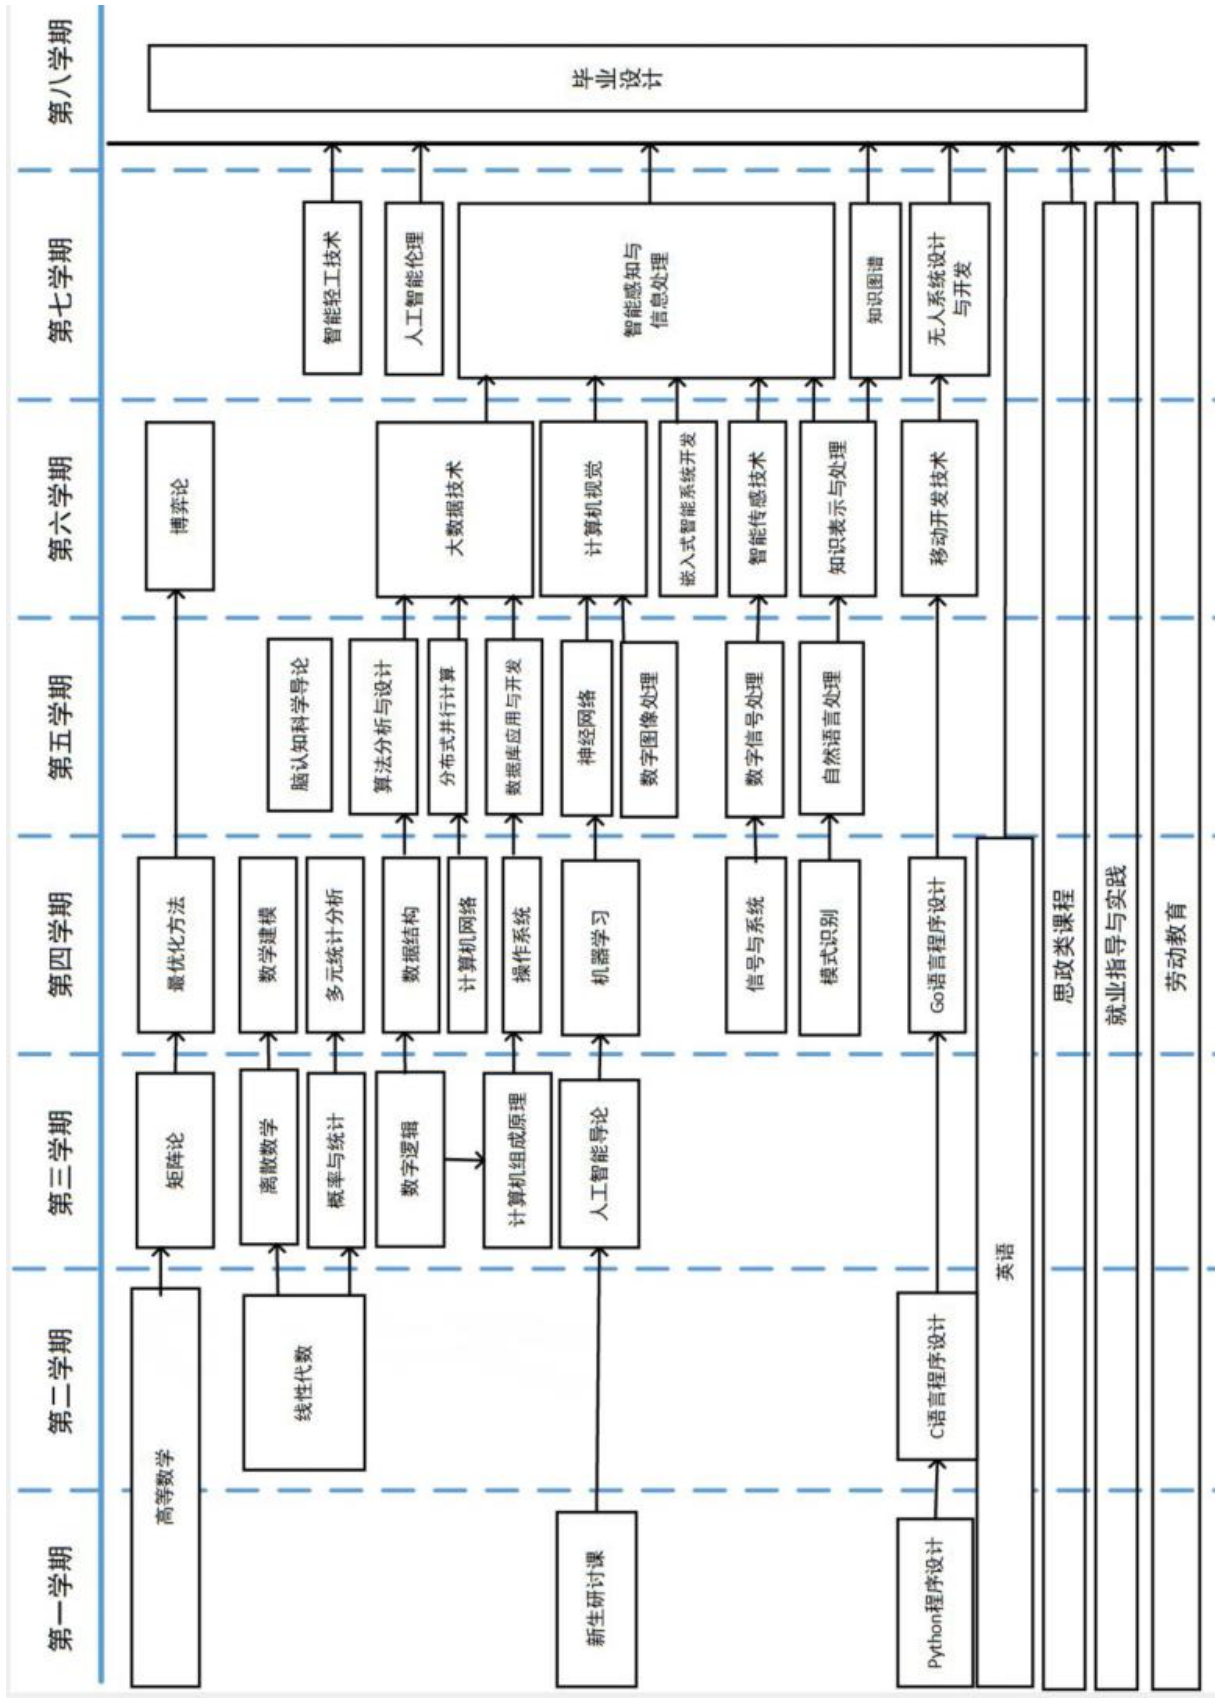 第一学期
第二学期
第三学期
第四学期
第五学期
第六学期
第七学期
第八学期
高等数学
矩阵论
最优化方法
博弈论
线性代数
离散数学
数学建模
脑认知科学导论
概率与统计
多元统计分析
智能轻工技术
数字逻辑
数据结构
算法分析与设计
大数据技术
人工智能伦理
计算机网络
分布式并行计算
计算机组成原理
操作系统
数据库应用与开发
新生研讨课
人工智能导论
机器学习
神经网络
计算机视觉
智能感知与
信息处理
数字图像处理
嵌入式智能系统开发
信号与系统
数字信号处理
智能传感技术
模式识别
自然语言处理
知识表示与处理
知识图谱
Python程序设计
C语言程序设计
Go语言程序设计
移动开发技术
无人系统设计
与开发
英语
思政类课程
就业指导与实践
劳动教育
毕业设计